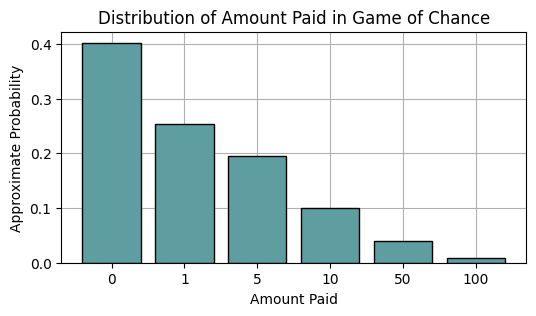 Distribution of Amount Paid in Game of Chance
Approximate Probability
0.4
0.3
0.2
0.1
0.0
0 1 5 10 50 100
Amount Paid